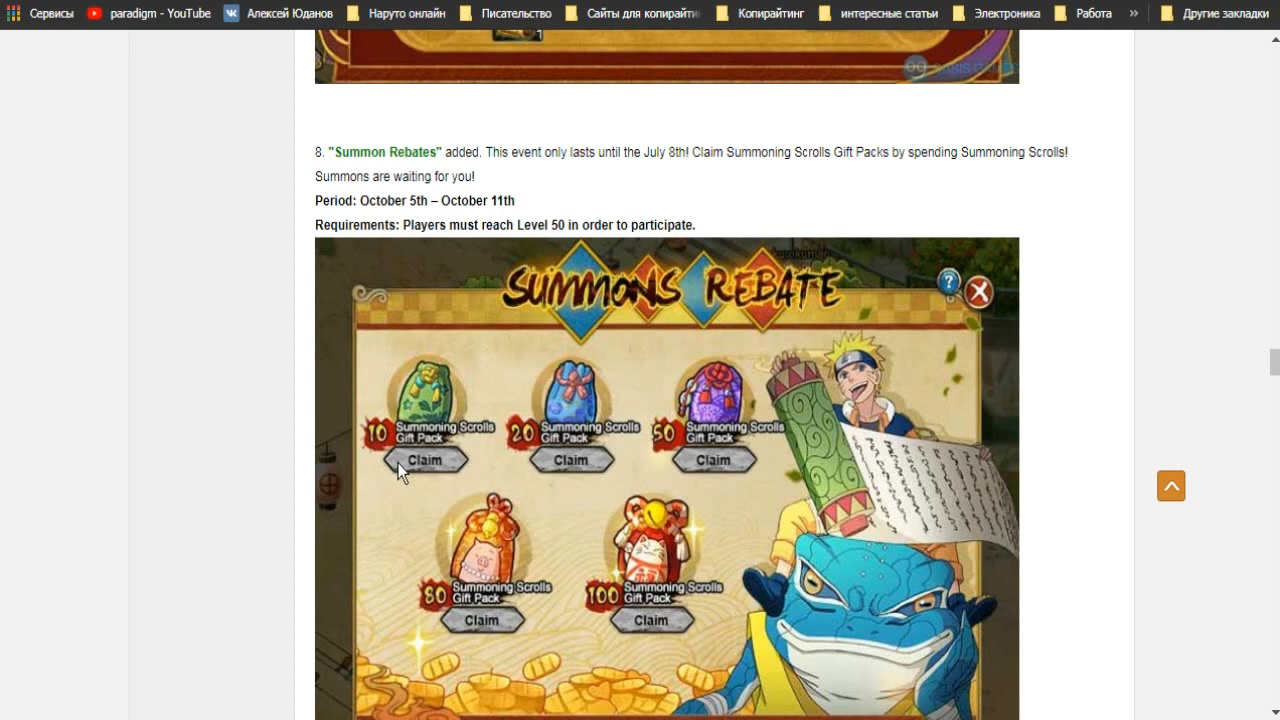 Сервисы paradigm - YouTube Алексей Юданов Наруто онлайн Писательство Сайты для копирайти Копирайтинг интересные статьи Электроника Работа » Другие закладки
1
8. "Summon Rebates" added. This event only lasts until the July 8th! Claim Summoning Scrolls Gift Packs by spending Summoning Scrolls!
Summons are waiting for you!
Period: October 5th – October 11th
Requirements: Players must reach Level 50 in order to participate.
SUMMONS REBATE
?
10 Summoning Scrolls Gift Pack
20 Summoning Scrolls Gift Pack
50 Summoning Scrolls Gift Pack
Claim Claim Claim
80 Summoning Scrolls Gift Pack
100 Summoning Scrolls Gift Pack
Claim Claim